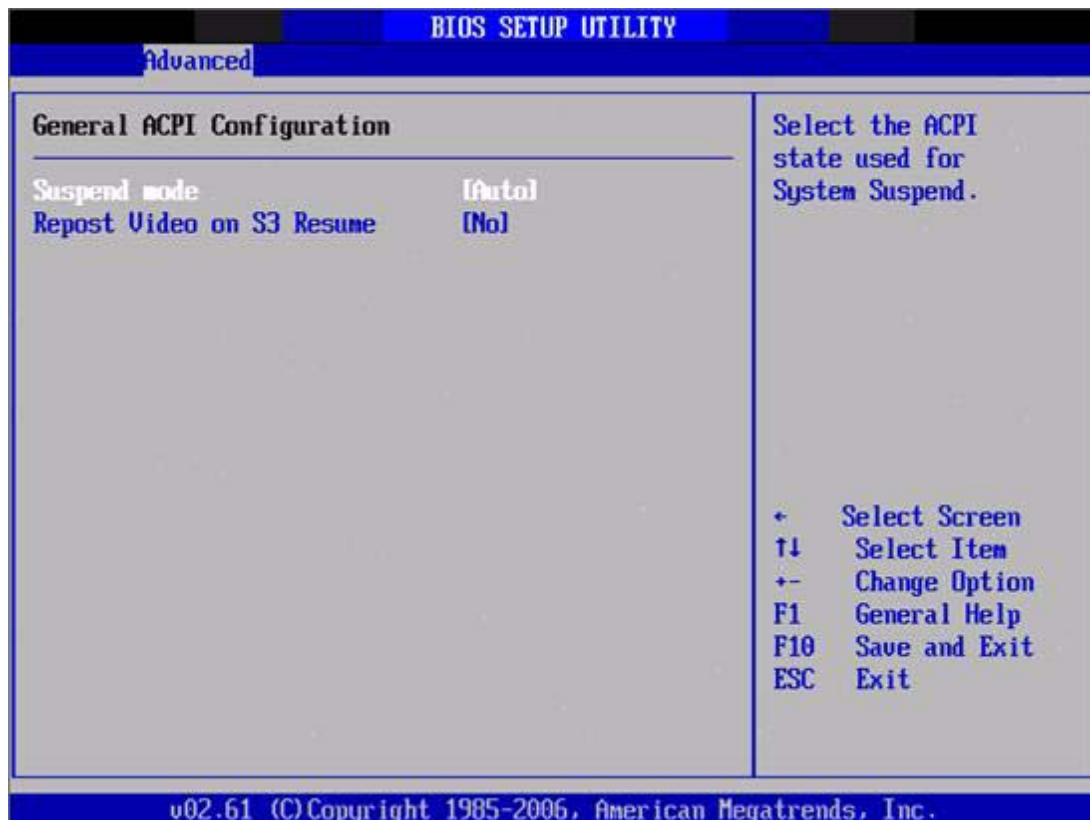 BIOS SETUP UTILITY
Advanced
General ACPI Configuration
Suspend mode [Auto]
Repost Video on S3 Resume [No]
Select the ACPI
state used for
System Suspend.
← Select Screen
↑↓ Select Item
+- Change Option
F1 General Help
F10 Save and Exit
ESC Exit
v02.61 (C)Copyright 1985-2006, American Megatrends, Inc.